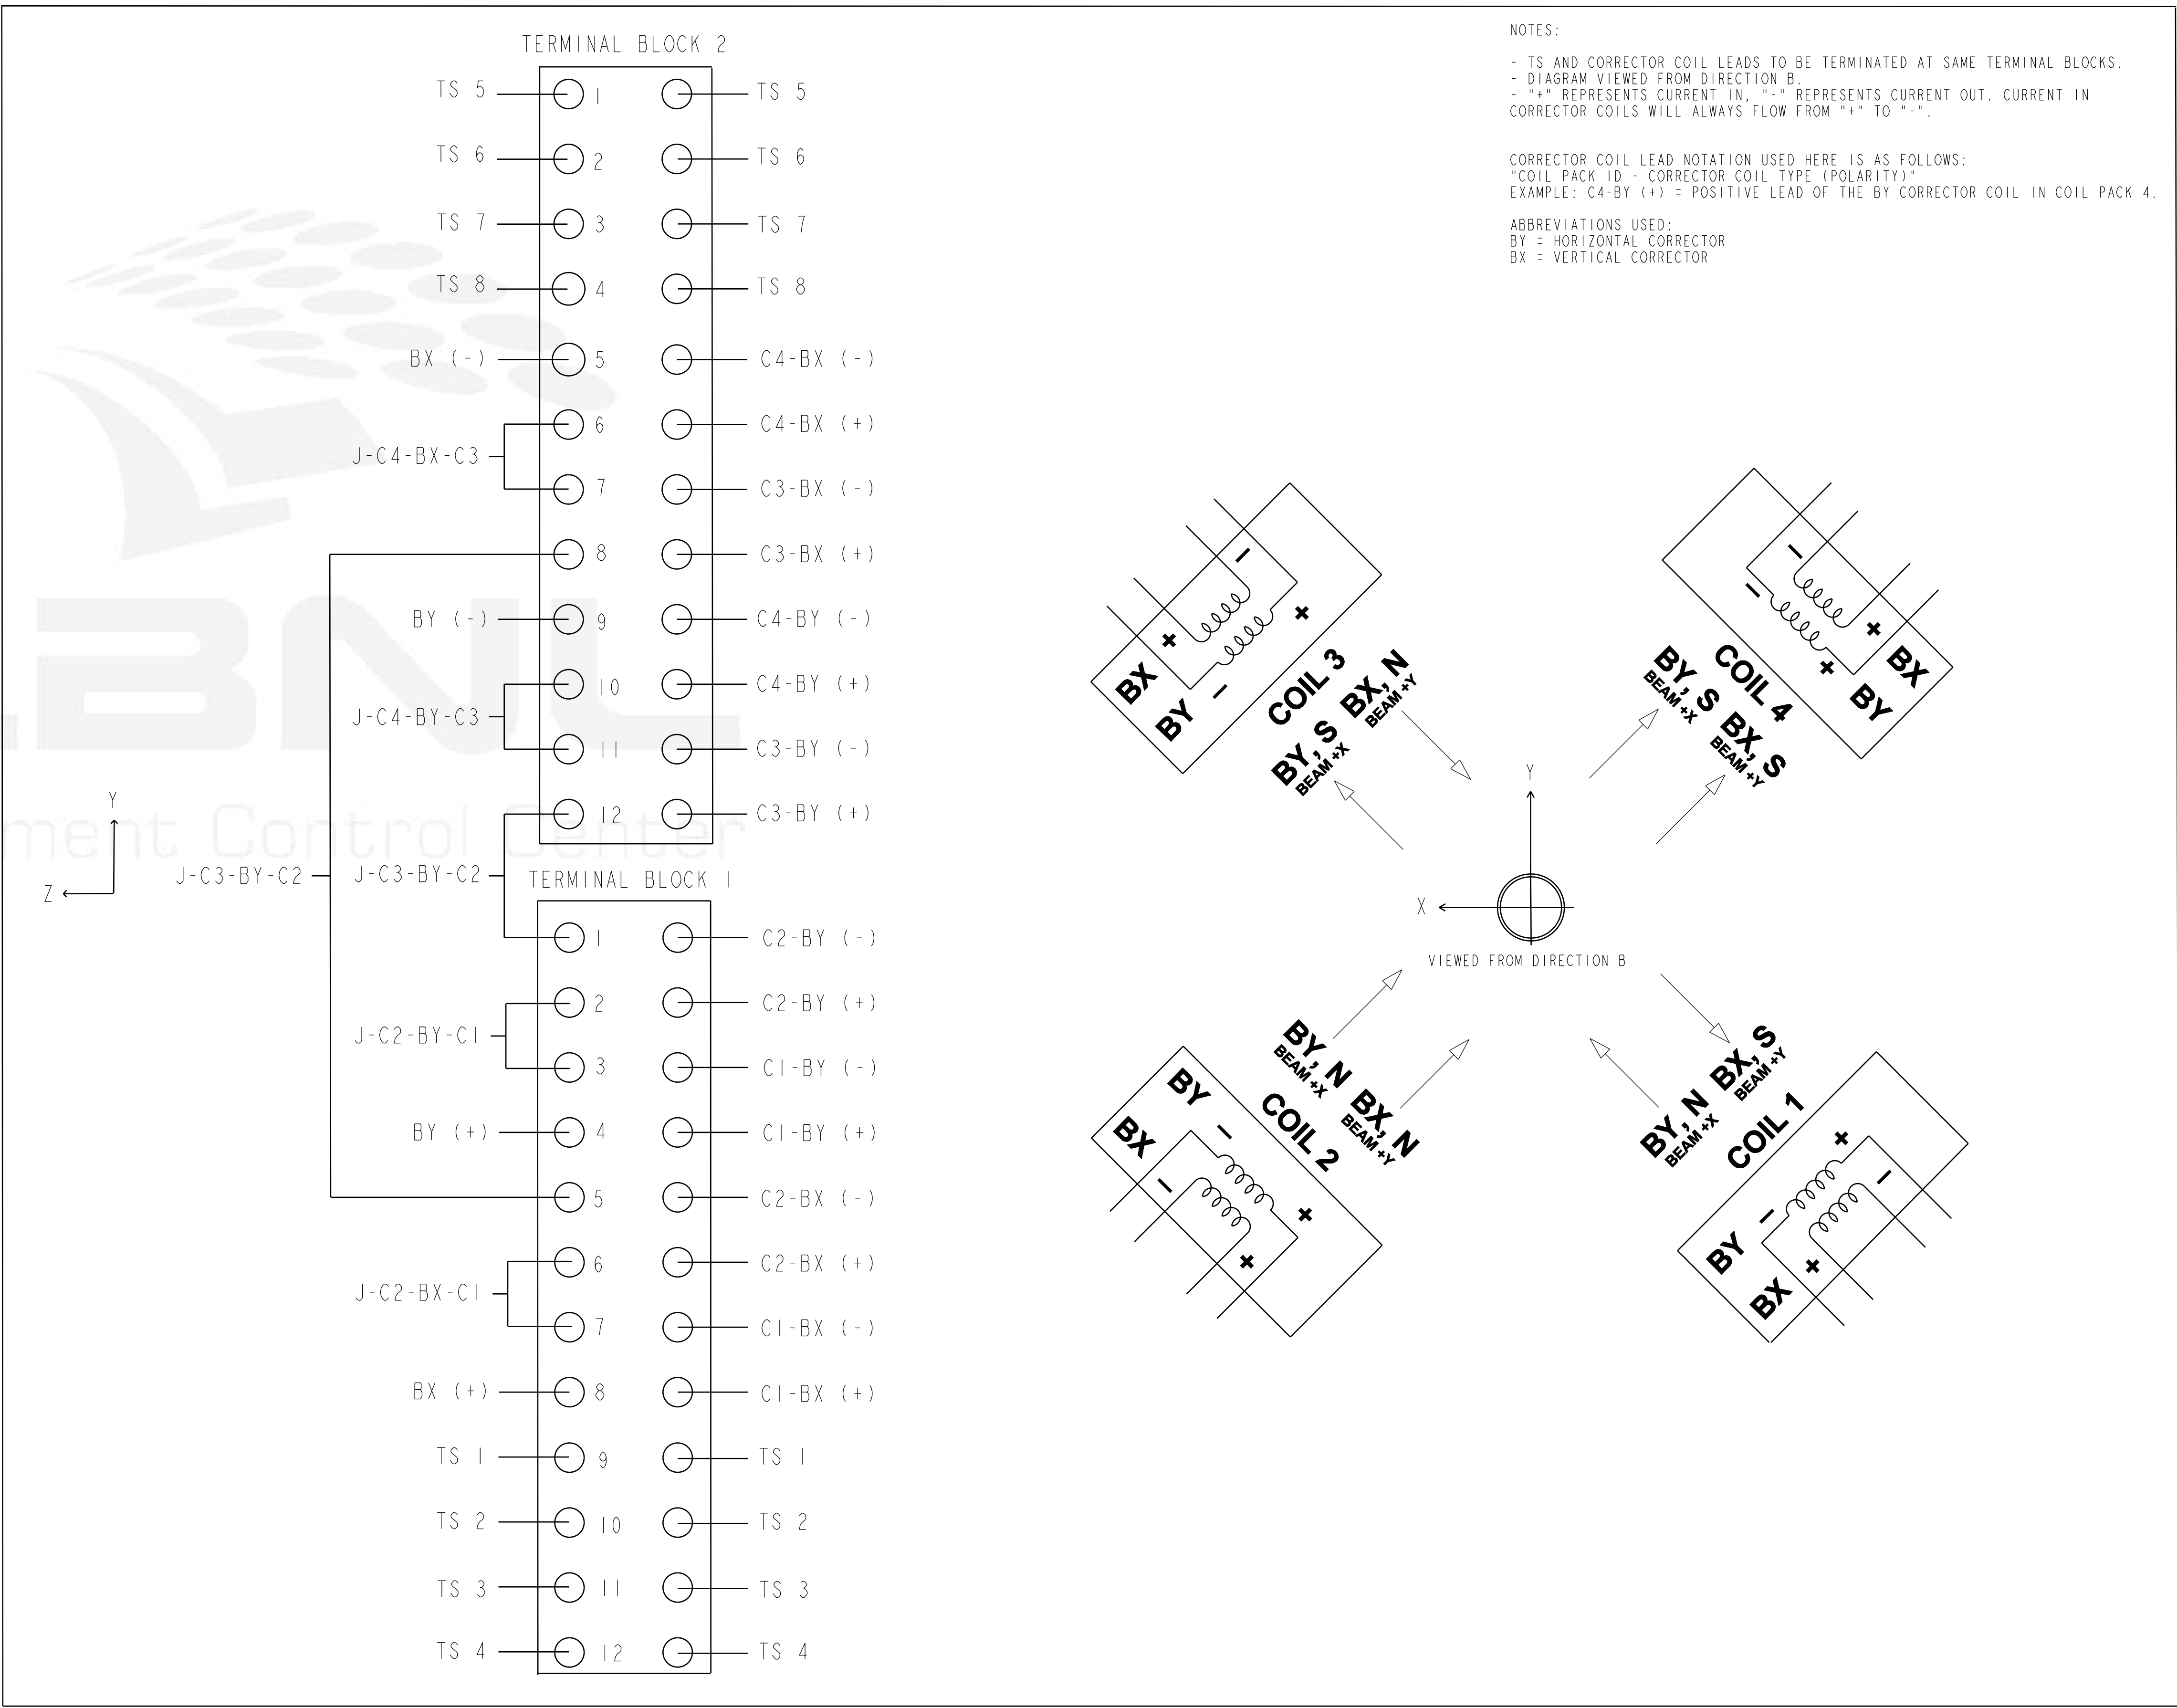 TERMINAL BLOCK 2
TS 5 1 TS 5
TS 6 2 TS 6
TS 7 3 TS 7
TS 8 4 TS 8
BX (-) 5 C4-BX (-)
6 C4-BX (+)
J-C4-BX-C3
7 C3-BX (-)
8 C3-BX (+)
BY (-) 9 C4-BY (-)
10 C4-BY (+)
J-C4-BY-C3
11 C3-BY (-)
12 C3-BY (+)
J-C3-BY-C2 J-C3-BY-C2
TERMINAL BLOCK 1
1 C2-BY (-)
2 C2-BY (+)
J-C2-BY-C1
3 C1-BY (-)
BY (+) 4 C1-BY (+)
5 C2-BX (-)
6 C2-BX (+)
J-C2-BX-C1
7 C1-BX (-)
BX (+) 8 C1-BX (+)
TS 1 9 TS 1
TS 2 10 TS 2
TS 3 11 TS 3
TS 4 12 TS 4
Y
Z
LBNL
ment Control Center
NOTES:
- TS AND CORRECTOR COIL LEADS TO BE TERMINATED AT SAME TERMINAL BLOCKS.
- DIAGRAM VIEWED FROM DIRECTION B.
- "+" REPRESENTS CURRENT IN, "-" REPRESENTS CURRENT OUT. CURRENT IN
CORRECTOR COILS WILL ALWAYS FLOW FROM "+" TO "-".
CORRECTOR COIL LEAD NOTATION USED HERE IS AS FOLLOWS:
"COIL PACK ID - CORRECTOR COIL TYPE (POLARITY)"
EXAMPLE: C4-BY (+) = POSITIVE LEAD OF THE BY CORRECTOR COIL IN COIL PACK 4.
ABBREVIATIONS USED:
BY = HORIZONTAL CORRECTOR
BX = VERTICAL CORRECTOR
BX + -
BY - +
COIL 3
BY, S BX, N
BEAM +X BEAM +Y
- + BX
- + BY
COIL 4
BY, S BX, S
BEAM +X BEAM +Y
Y
X
VIEWED FROM DIRECTION B
BY, N BX, N
BEAM +X BEAM +Y
COIL 2
BY - +
BX - +
BY, N BX, S
BEAM +X BEAM +Y
COIL 1
BY - +
BX + -